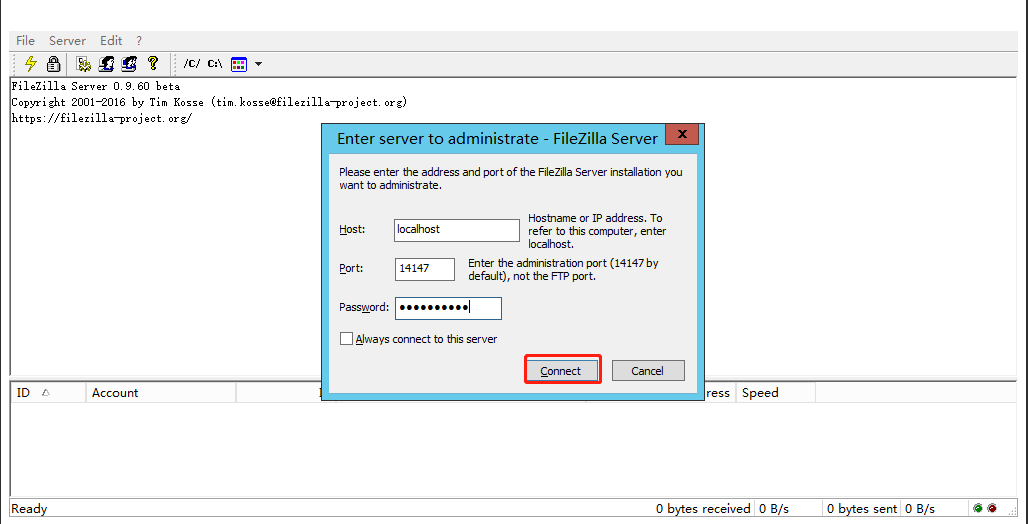 File Server Edit ?
/C/ C:\
FileZilla Server 0.9.60 beta
Copyright 2001-2016 by Tim Kosse (tim.kosse@filezilla-project.org)
https://filezilla-project.org/
Enter server to administrate - FileZilla Server
x
Please enter the address and port of the FileZilla Server installation you
want to administrate.
Host:
localhost
Hostname or IP address. To
refer to this computer, enter
localhost.
Port:
14147
Enter the administration port (14147 by
default), not the FTP port.
Password:
●●●●●●●●●●
Always connect to this server
Connect Cancel
ID Account Speed
Ready 0 bytes received 0 B/s 0 bytes sent 0 B/s